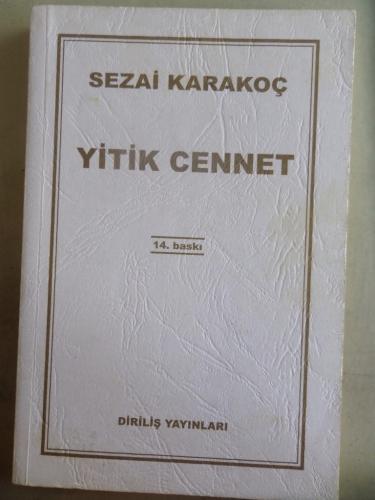 SEZAİ KARAKOÇ
YİTİK CENNET
14. baskı
DİRİLİŞ YAYINLARI